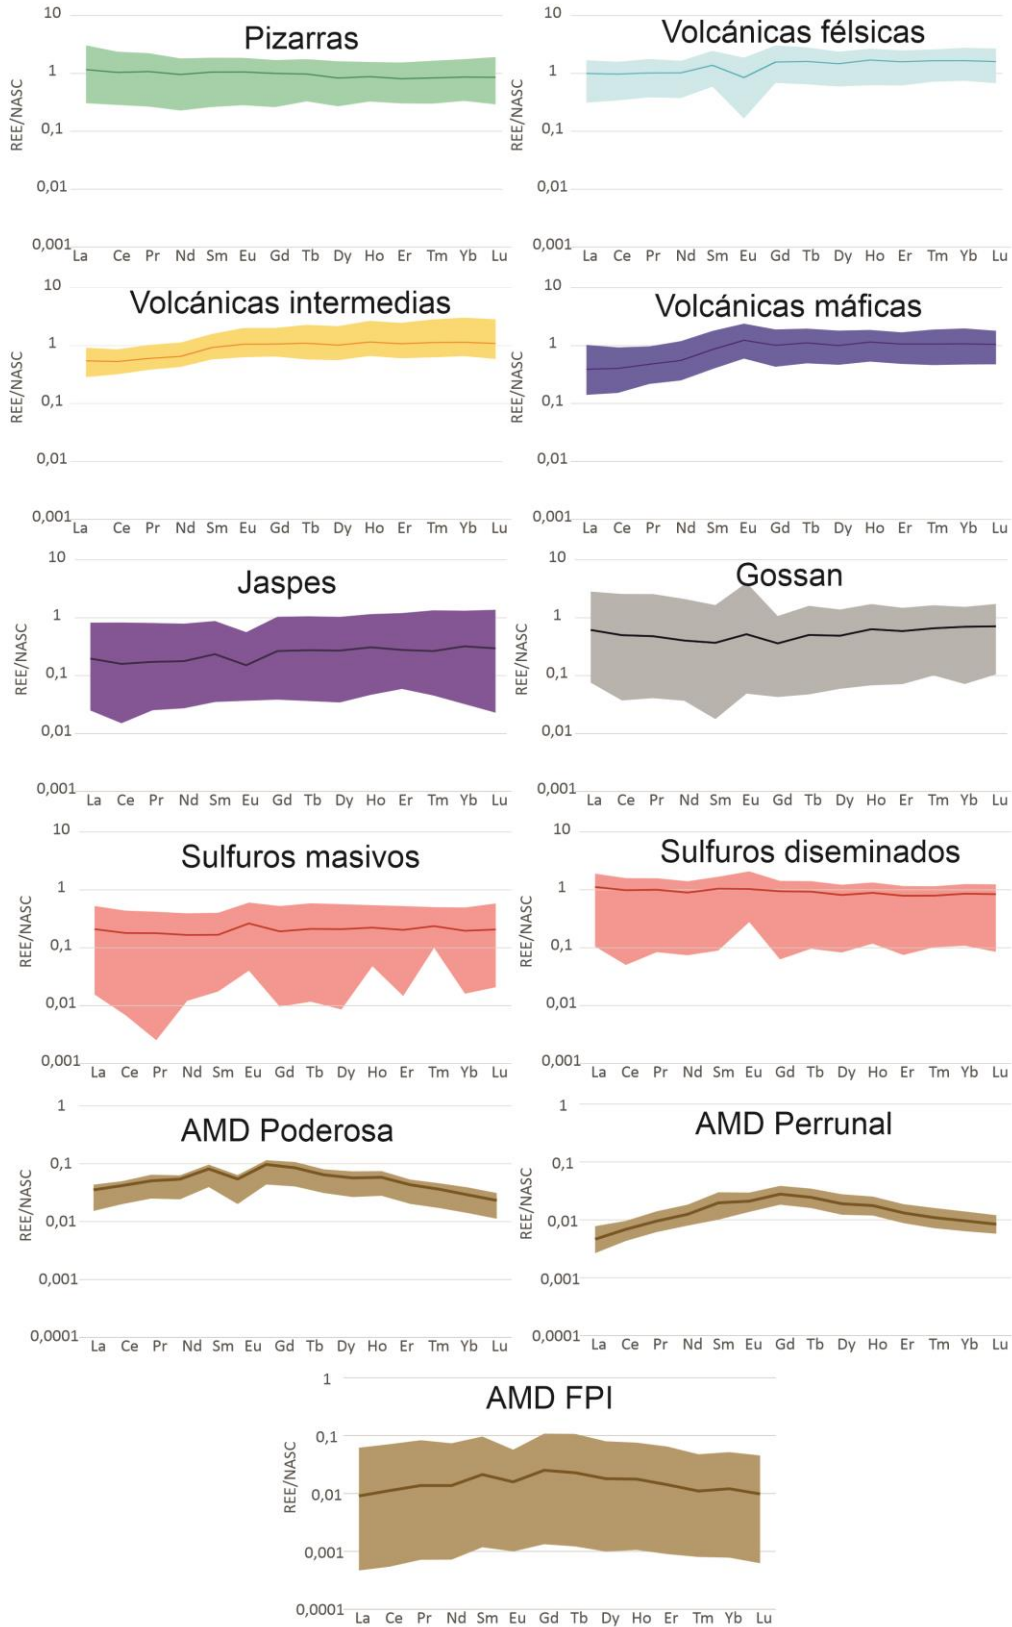 Pizarras
10
1
0,1
0,01
0,001
REE/NASC
La Ce Pr Nd Sm Eu Gd Tb Dy Ho Er Tm Yb Lu
Volcánicas félsicas
10
1
0,1
0,01
0,001
REE/NASC
La Ce Pr Nd Sm Eu Gd Tb Dy Ho Er Tm Yb Lu
Volcánicas intermedias
10
1
0,1
0,01
0,001
REE/NASC
La Ce Pr Nd Sm Eu Gd Tb Dy Ho Er Tm Yb Lu
Volcánicas máficas
10
1
0,1
0,01
0,001
REE/NASC
La Ce Pr Nd Sm Eu Gd Tb Dy Ho Er Tm Yb Lu
Jaspes
10
1
0,1
0,01
0,001
REE/NASC
La Ce Pr Nd Sm Eu Gd Tb Dy Ho Er Tm Yb Lu
Gossan
10
1
0,1
0,01
0,001
REE/NASC
La Ce Pr Nd Sm Eu Gd Tb Dy Ho Er Tm Yb Lu
Sulfuros masivos
10
1
0,1
0,01
0,001
REE/NASC
La Ce Pr Nd Sm Eu Gd Tb Dy Ho Er Tm Yb Lu
Sulfuros diseminados
10
1
0,1
0,01
0,001
REE/NASC
La Ce Pr Nd Sm Eu Gd Tb Dy Ho Er Tm Yb Lu
AMD Poderosa
1
0,1
0,01
0,001
0,0001
REE/NASC
La Ce Pr Nd Sm Eu Gd Tb Dy Ho Er Tm Yb Lu
AMD Perrunal
1
0,1
0,01
0,001
0,0001
REE/NASC
La Ce Pr Nd Sm Eu Gd Tb Dy Ho Er Tm Yb Lu
AMD FPI
1
0,1
0,01
0,001
0,0001
REE/NASC
La Ce Pr Nd Sm Eu Gd Tb Dy Ho Er Tm Yb Lu